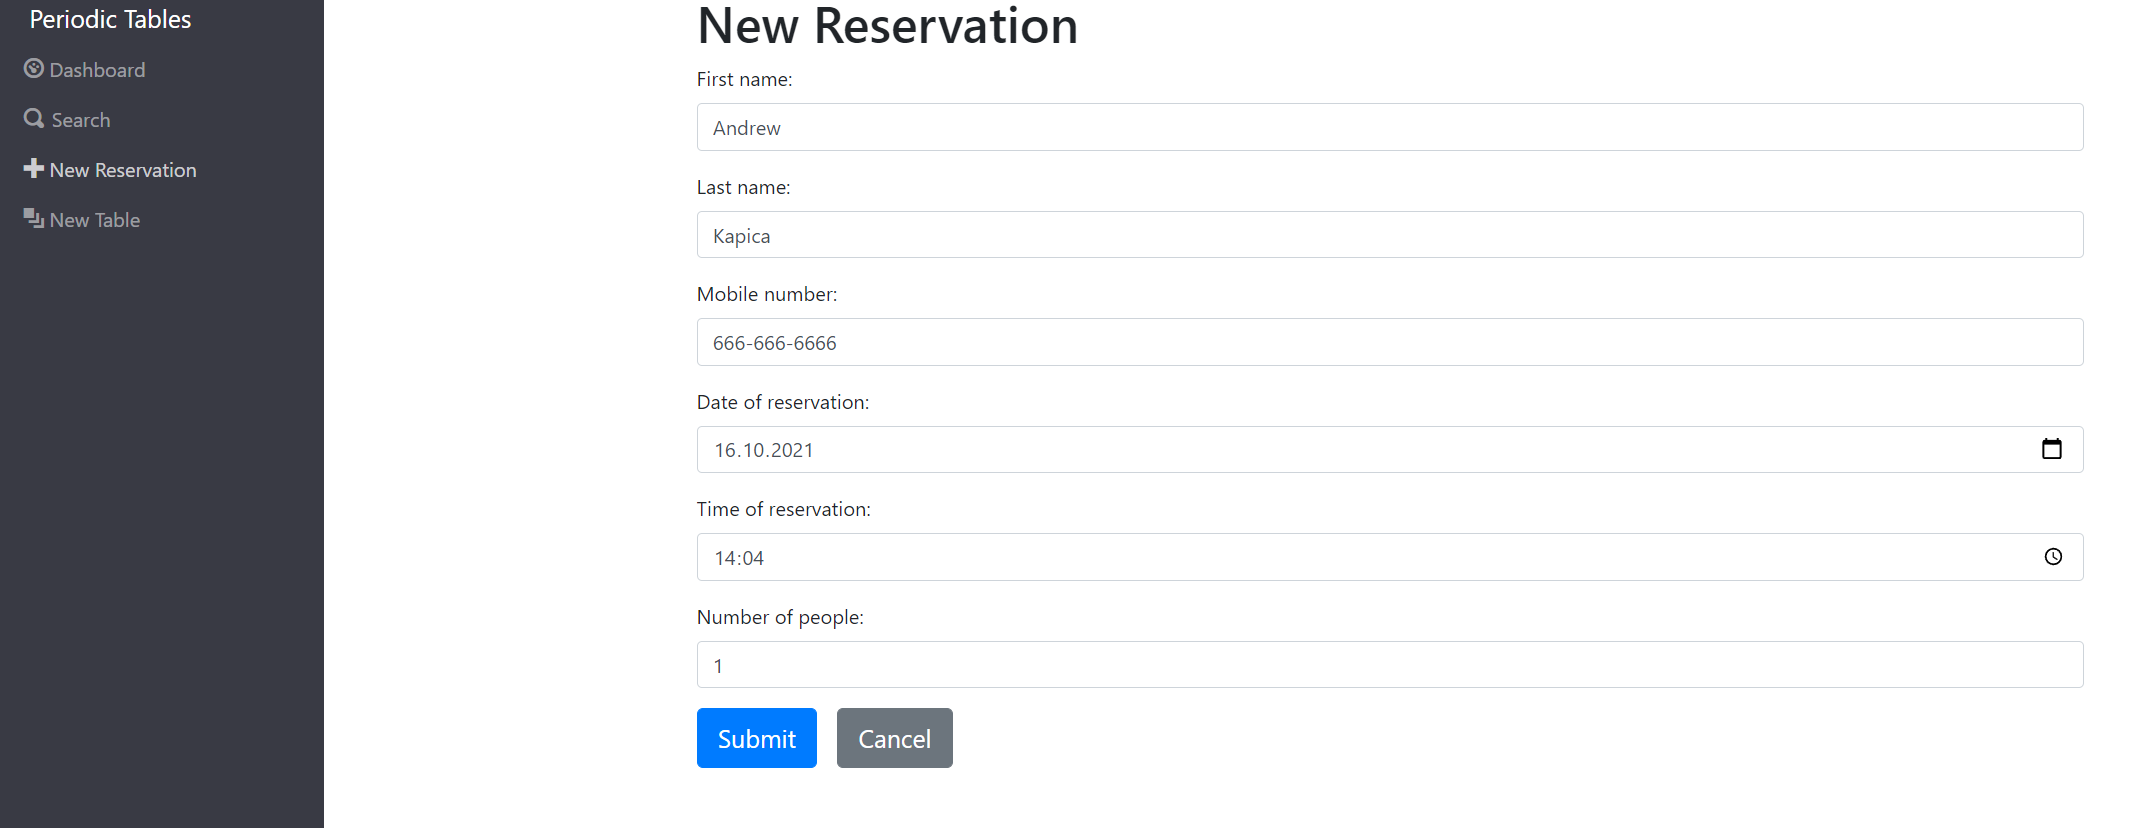 Periodic Tables
Dashboard
Search
New Reservation
New Table
New Reservation
First name:
Andrew
Last name:
Kapica
Mobile number:
666-666-6666
Date of reservation:
16.10.2021
Time of reservation:
14:04
Number of people:
1
Submit Cancel